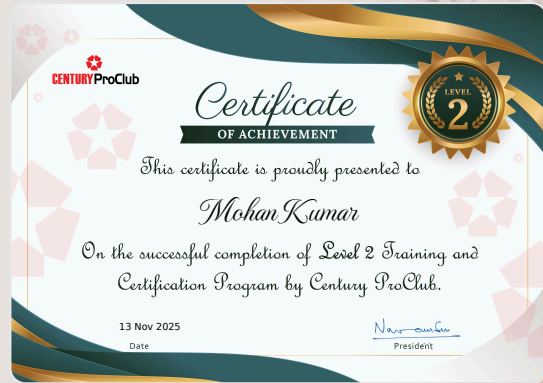 CENTURY ProClub
Certificate
OF ACHIEVEMENT
LEVEL
2
This certificate is proudly presented to
Mohan Kumar
On the successful completion of Level 2 Training and
Certification Program by Century ProClub.
13 Nov 2025
Date
President